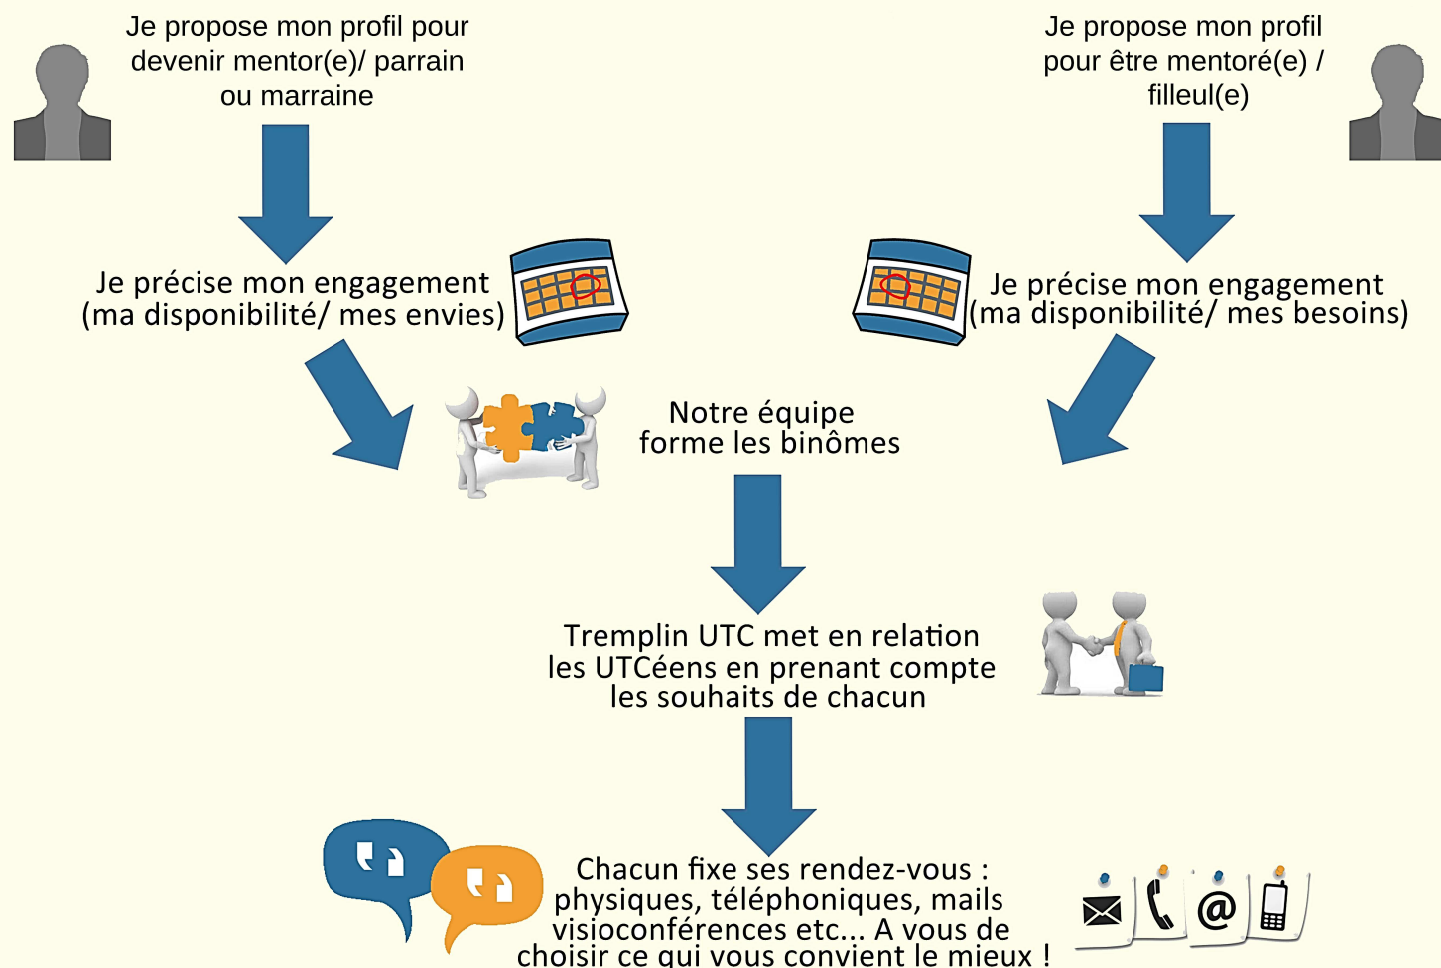 Je propose mon profil pour
devenir mentor(e)/ parrain
ou marraine
Je propose mon profil
pour être mentoré(e) /
filleul(e)
Je précise mon engagement
(ma disponibilité/ mes envies)
Je précise mon engagement
(ma disponibilité/ mes besoins)
Notre équipe
forme les binômes
Tremplin UTC met en relation
les UTCéens en prenant compte
les souhaits de chacun
Chacun fixe ses rendez-vous :
physiques, téléphoniques, mails
visioconférences etc... A vous de
choisir ce qui vous convient le mieux !